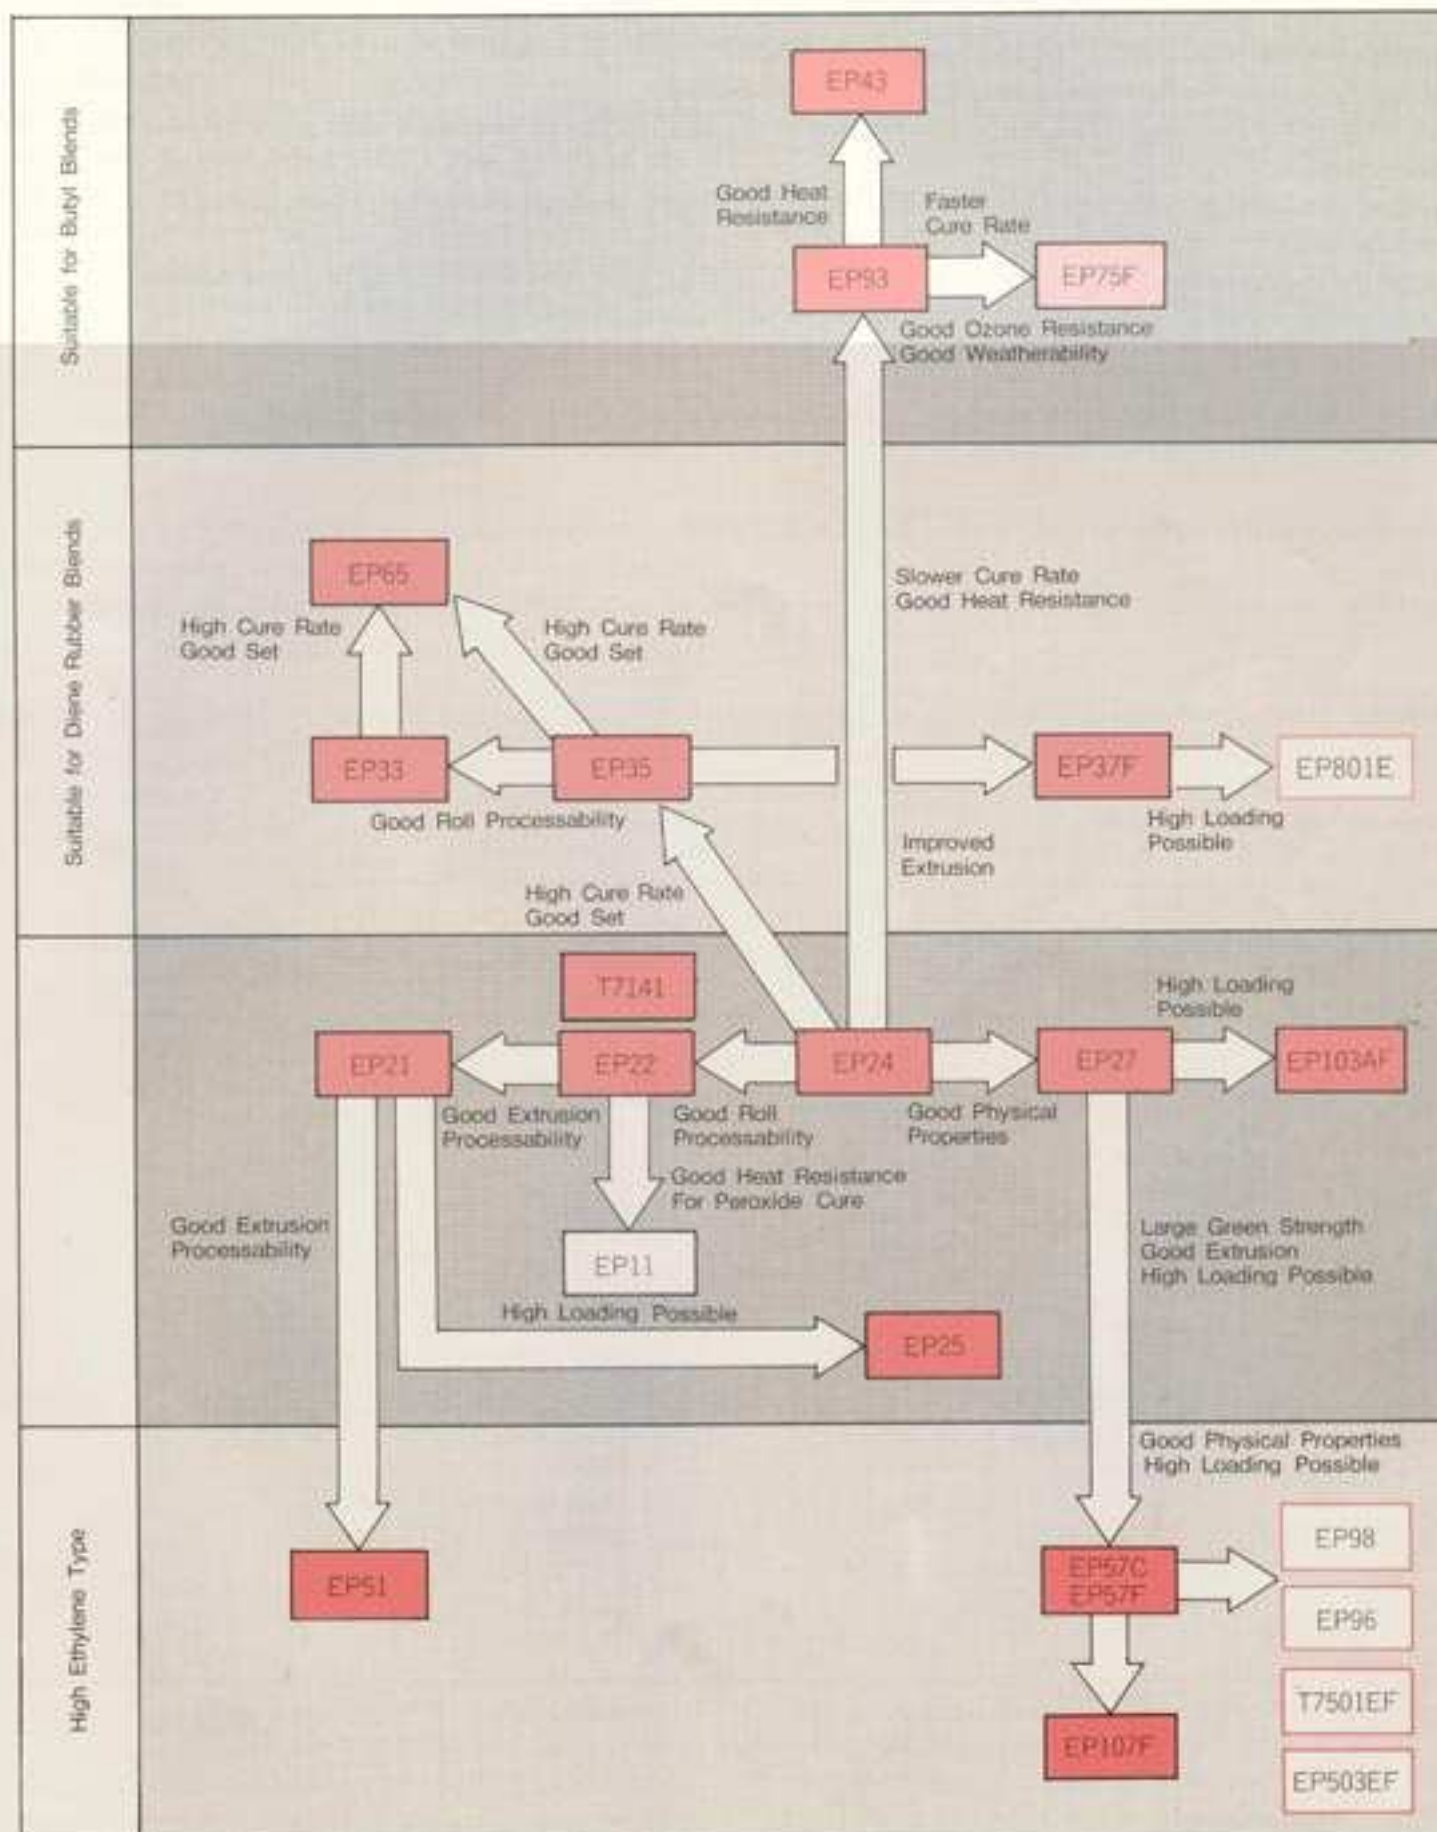 Suitable for Butyl Blends
EP43
Good Heat
Resistance
Faster
Cure Rate
EP93
EP75F
Good Ozone Resistance
Good Weatherability
Suitable for Diene Rubber Blends
EP65
High Cure Rate
Good Set
High Cure Rate
Good Set
Slower Cure Rate
Good Heat Resistance
EP33
EP35
EP37F
EP801E
Good Roll Processability
High Loading
Possible
Improved
Extrusion
High Cure Rate
Good Set
T7141
High Loading
Possible
EP21
EP22
EP24
EP27
EP103AF
Good Extrusion
Processability
Good Roll
Processability
Good Physical
Properties
Good Heat Resistance
For Peroxide Cure
Good Extrusion
Processability
Large Green Strength
Good Extrusion
High Loading Possible
EP11
High Loading Possible
EP25
High Ethylene Type
Good Physical Properties
High Loading Possible
EP51
EP57C
EP57F
EP98
EP96
T7501EF
EP107F
EP503EF